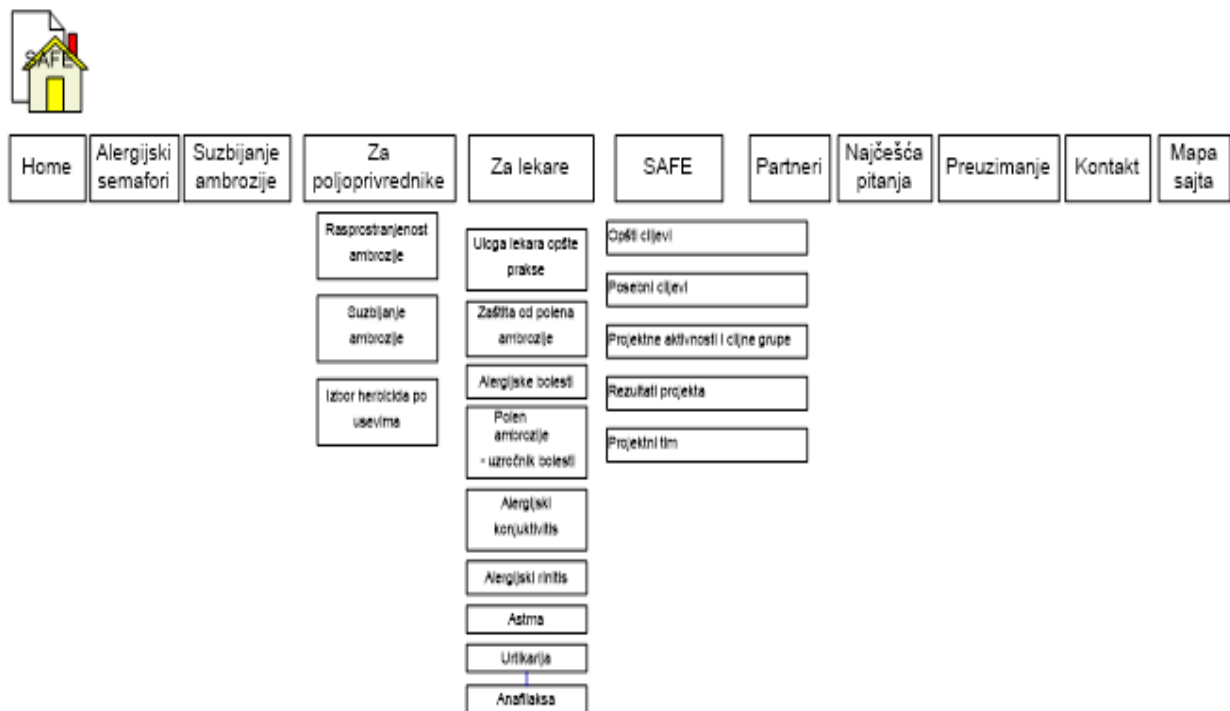 SAFE
Home
Alergijski
semafori
Suzbijanje
ambrozije
Za
poljoprivrednike
Za lekare
SAFE
Partneri
Najčešća
pitanja
Preuzimanje
Kontakt
Mapa
sajta
Rasprostranjenost
ambrozije
Suzbijanje
ambrozije
Izbor herbicida po
usevima
Uloga lekara opšte
prakse
Zaštita od polena
ambrozije
Alergijske bolesti
Polen
ambrozije
- uzročnik bolesti
Alergijski
konjuktivitis
Alergijski rinitis
Astma
Urtikarija
Anafilaksa
Opšti ciljevi
Posebni ciljevi
Projektne aktivnosti i ciljne grupe
Rezultati projekta
Projektni tim